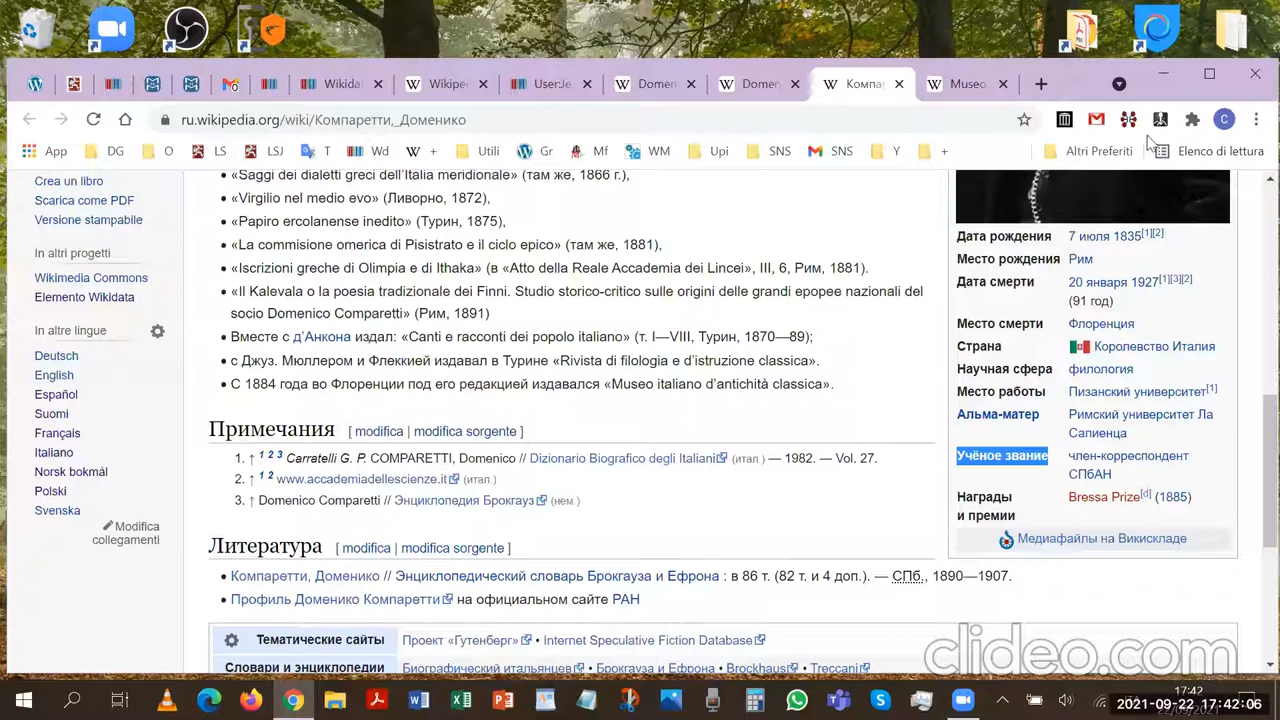 Wikida
Wikipe
User:Je
Domen
Domen
Компар
Museo
ru.wikipedia.org/wiki/Компаретти,_Доменико
C
App DG O LS LSJ T Wd + Utili Gr Mf WM Upi SNS SNS Y + Altri Preferiti Elenco di lettura
Crea un libro
Scarica come PDF
Versione stampabile
In altri progetti
Wikimedia Commons
Elemento Wikidata
In altre lingue
Deutsch
English
Español
Suomi
Français
Italiano
Norsk bokmål
Polski
Svenska
Modifica
collegamenti
• «Saggi dei dialetti greci dell'Italia meridionale» (там же, 1866 г.),
• «Virgilio nel medio evo» (Ливорно, 1872),
• «Papiro ercolanense inedito» (Турин, 1875),
• «La commisione omerica di Pisistrato e il ciclo epico» (там же, 1881),
• «Iscrizioni greche di Olimpia e di Ithaka» (в «Atto della Reale Accademia dei Lincei», III, 6, Рим, 1881).
• «Il Kalevala o la poesia tradizionale dei Finni. Studio storico-critico sulle origini delle grandi epopee nazionali del
socio Domenico Comparetti» (Рим, 1891)
• Вместе с д'Анкона издал: «Canti e racconti dei popolo italiano» (т. I—VIII, Турин, 1870—89);
• с Джуз. Мюллером и Флеккией издавал в Турине «Rivista di filologia e d'istruzione classica».
• С 1884 года во Флоренции под его редакцией издавался «Museo italiano d'antichità classica».
Примечания [ modifica | modifica sorgente ]
1. ↑ 1 2 3 Carratelli G. P. COMPARETTI, Domenico // Dizionario Biografico degli Italiani (итал.) — 1982. — Vol. 27.
2. ↑ 1 2 www.accademiadellescienze.it (итал.)
3. ↑ Domenico Comparetti // Энциклопедия Брокгауз (нем.)
Литература [ modifica | modifica sorgente ]
• Компаретти, Доменико // Энциклопедический словарь Брокгауза и Ефрона : в 86 т. (82 т. и 4 доп.). — СПб., 1890—1907.
• Профиль Доменико Компаретти на официальном сайте РАН
Тематические сайты Проект «Гутенберг» • Internet Speculative Fiction Database
Словари и энциклопедии Биографический итальянцев • Брокгауза и Ефрона • Brockhaus • Treccani
Дата рождения 7 июля 1835[1][2]
Место рождения Рим
Дата смерти 20 января 1927[1][3][2]
(91 год)
Место смерти Флоренция
Страна Королевство Италия
Научная сфера филология
Место работы Пизанский университет[1]
Альма-матер Римский университет Ла
Сапиенца
Учёное звание член-корреспондент
СПбАН
Награды
и премии
Bressa Prize[d] (1885)
Медиафайлы на Викискладе
clideo.com
17:42
2021-09-22 17:42:06